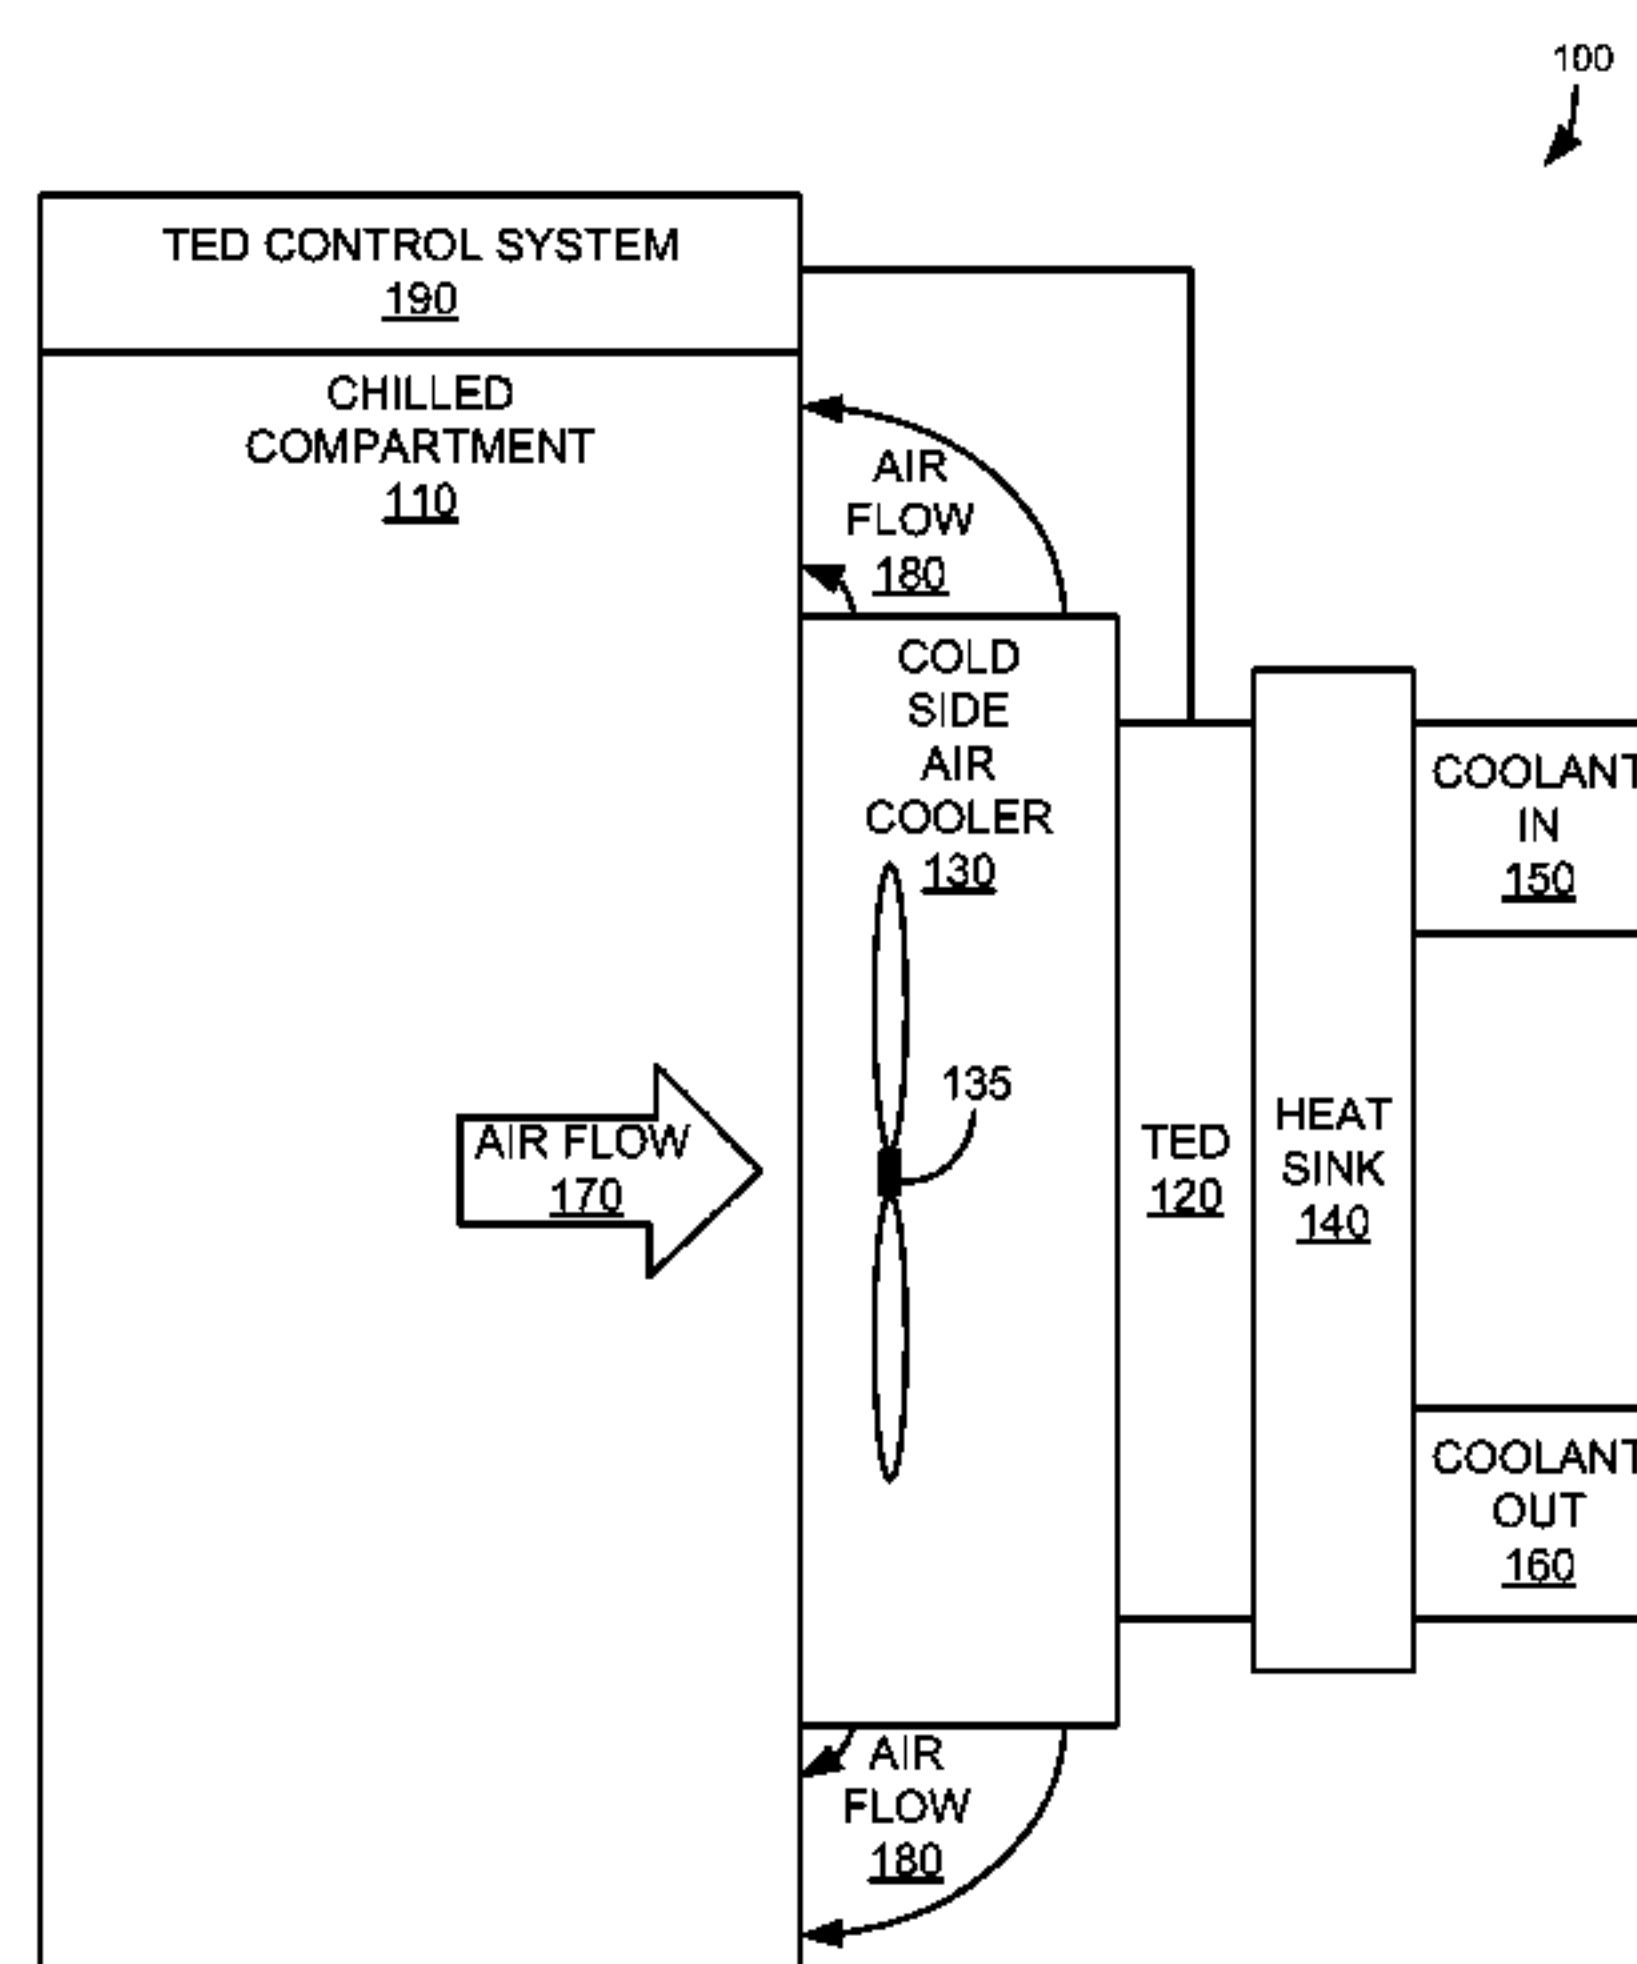 100
TED CONTROL SYSTEM
190
CHILLED
COMPARTMENT
110
AIR
FLOW
180
COLD
SIDE
AIR
COOLER
130
COOLANT
IN
150
135
AIR FLOW
170
TED
120
HEAT
SINK
140
COOLANT
OUT
160
AIR
FLOW
180